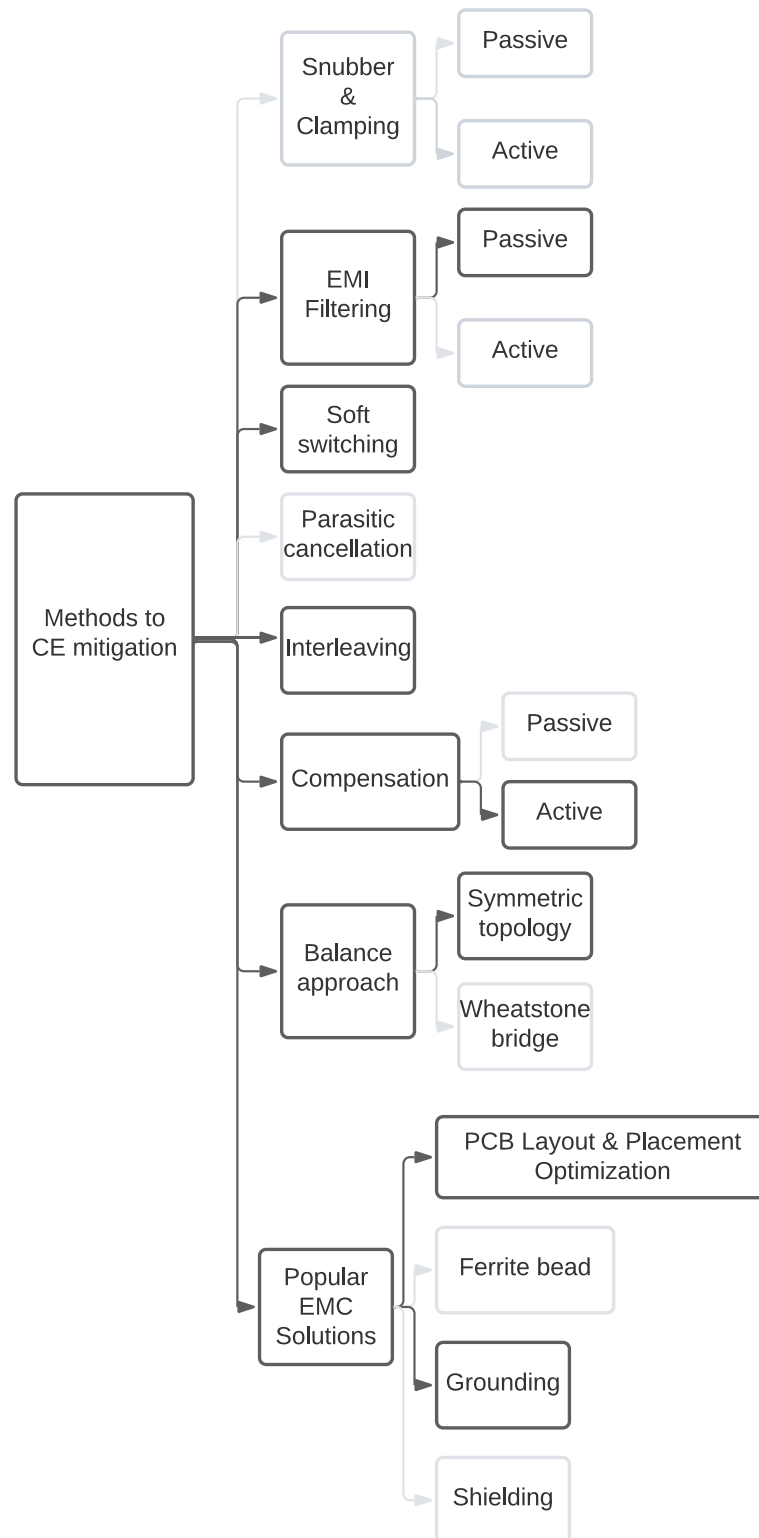 Snubber
&
Clamping
Passive
Active
EMI
Filtering
Passive
Active
Soft
switching
Parasitic
cancellation
Methods to
CE mitigation
Interleaving
Compensation
Passive
Active
Balance
approach
Symmetric
topology
Wheatstone
bridge
Popular
EMC
Solutions
PCB Layout & Placement
Optimization
Ferrite bead
Grounding
Shielding